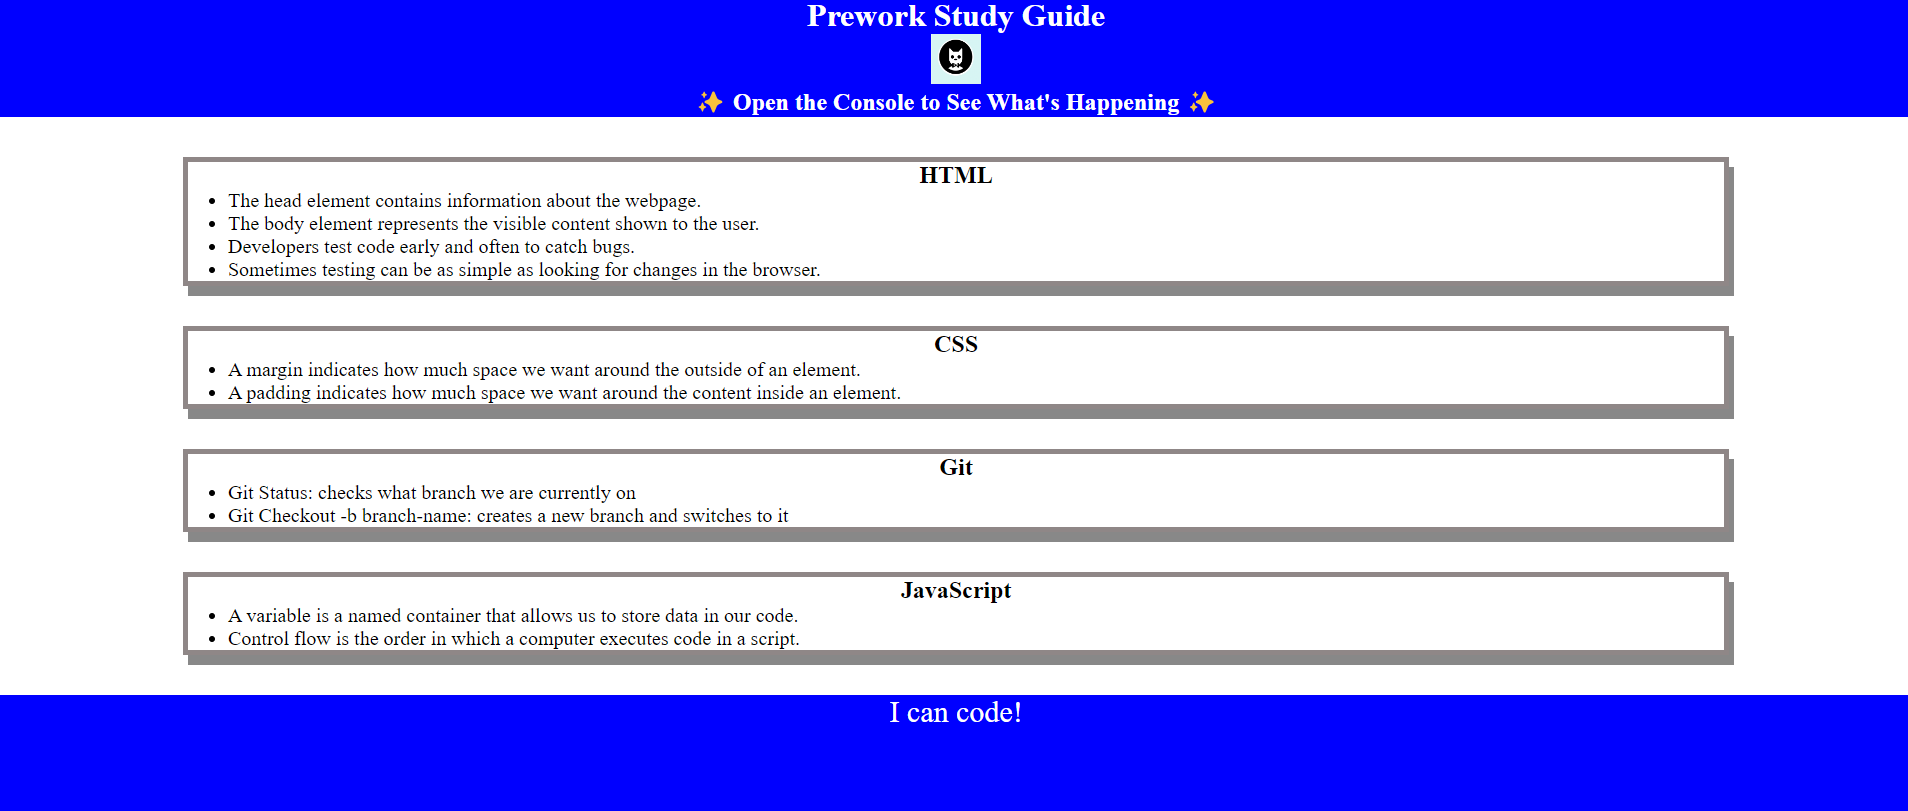 Prework Study Guide
✨ Open the Console to See What's Happening ✨
HTML
• The head element contains information about the webpage.
• The body element represents the visible content shown to the user.
• Developers test code early and often to catch bugs.
• Sometimes testing can be as simple as looking for changes in the browser.
CSS
• A margin indicates how much space we want around the outside of an element.
• A padding indicates how much space we want around the content inside an element.
Git
• Git Status: checks what branch we are currently on
• Git Checkout -b branch-name: creates a new branch and switches to it
JavaScript
• A variable is a named container that allows us to store data in our code.
• Control flow is the order in which a computer executes code in a script.
I can code!